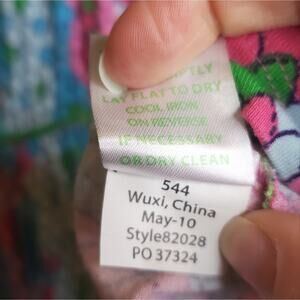 LAY FLAT TO DRY
COOL IRON
ON REVERSE
IF NECESSARY
OR DRY CLEAN
544
Wuxi, China
May-10
Style82028
PO 37324